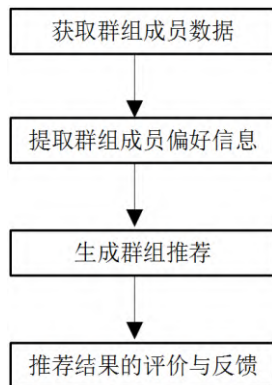 获取群组成员数据
提取群组成员偏好信息
生成群组推荐
推荐结果的评价与反馈